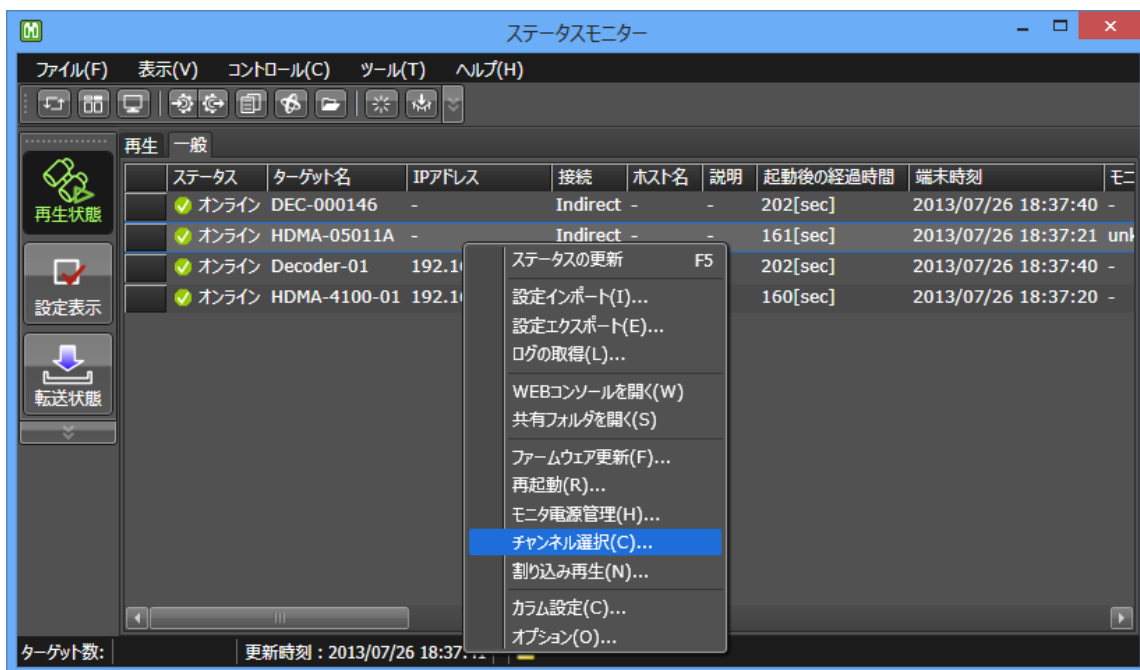 ステータスモニター
ファイル(F) 表示(V) コントロール(C) ツール(T) ヘルプ(H)
再生 一般
再生状態
設定表示
転送状態
ステータス ターゲット名 IPアドレス 接続 ホスト名 説明 起動後の経過時間 端末時刻
オンライン DEC-000146 - Indirect - - 202[sec] 2013/07/26 18:37:40 -
オンライン HDMA-05011A - Indirect - - 161[sec] 2013/07/26 18:37:21
オンライン Decoder-01 202[sec] 2013/07/26 18:37:40 -
オンライン HDMA-4100-01 160[sec] 2013/07/26 18:37:20 -
ステータスの更新 F5
設定インポート(I)...
設定エクスポート(E)...
ログの取得(L)...
WEBコンソールを開く(W)
共有フォルダを開く(S)
ファームウェア更新(F)...
再起動(R)...
モニタ電源管理(H)...
チャンネル選択(C)...
割り込み再生(N)...
カラム設定(C)...
オプション(O)...
ターゲット数: 更新時刻 : 2013/07/26